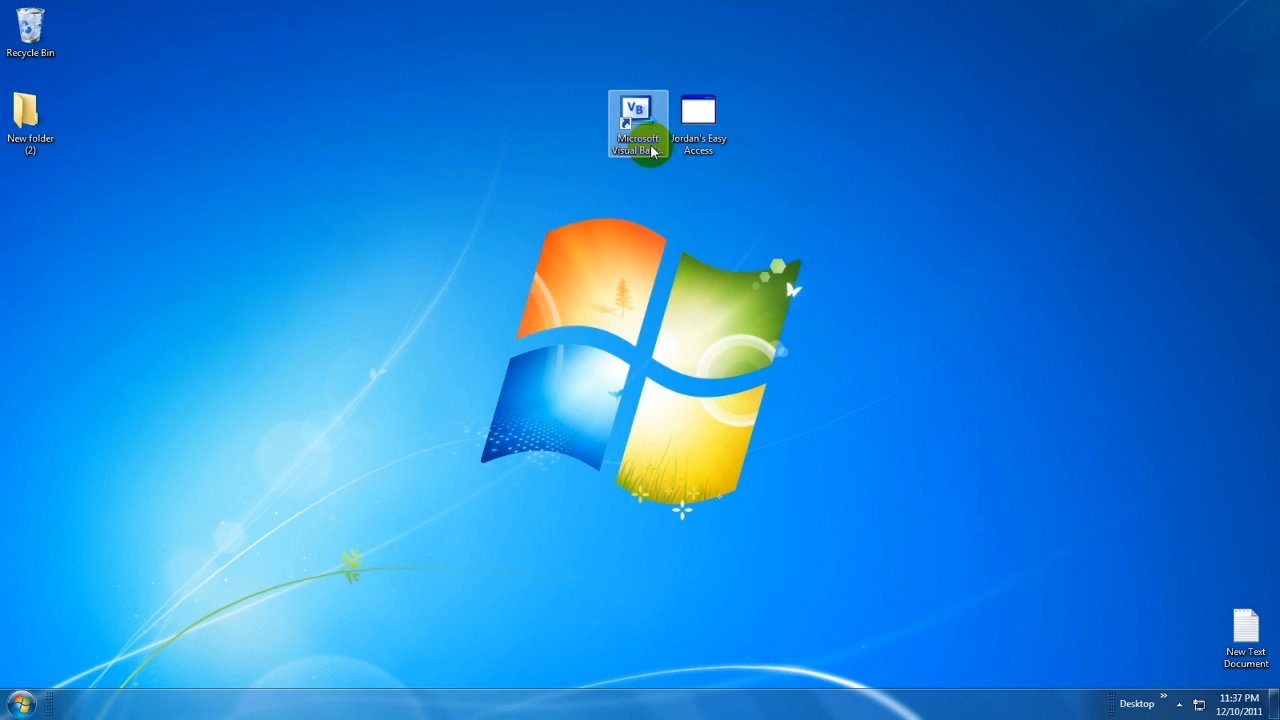 Recycle Bin
New folder
(2)
VB
Microsoft
Visual Ba...
Jordan's Easy
Access
New Text
Document
Desktop
11:37 PM
12/10/2011